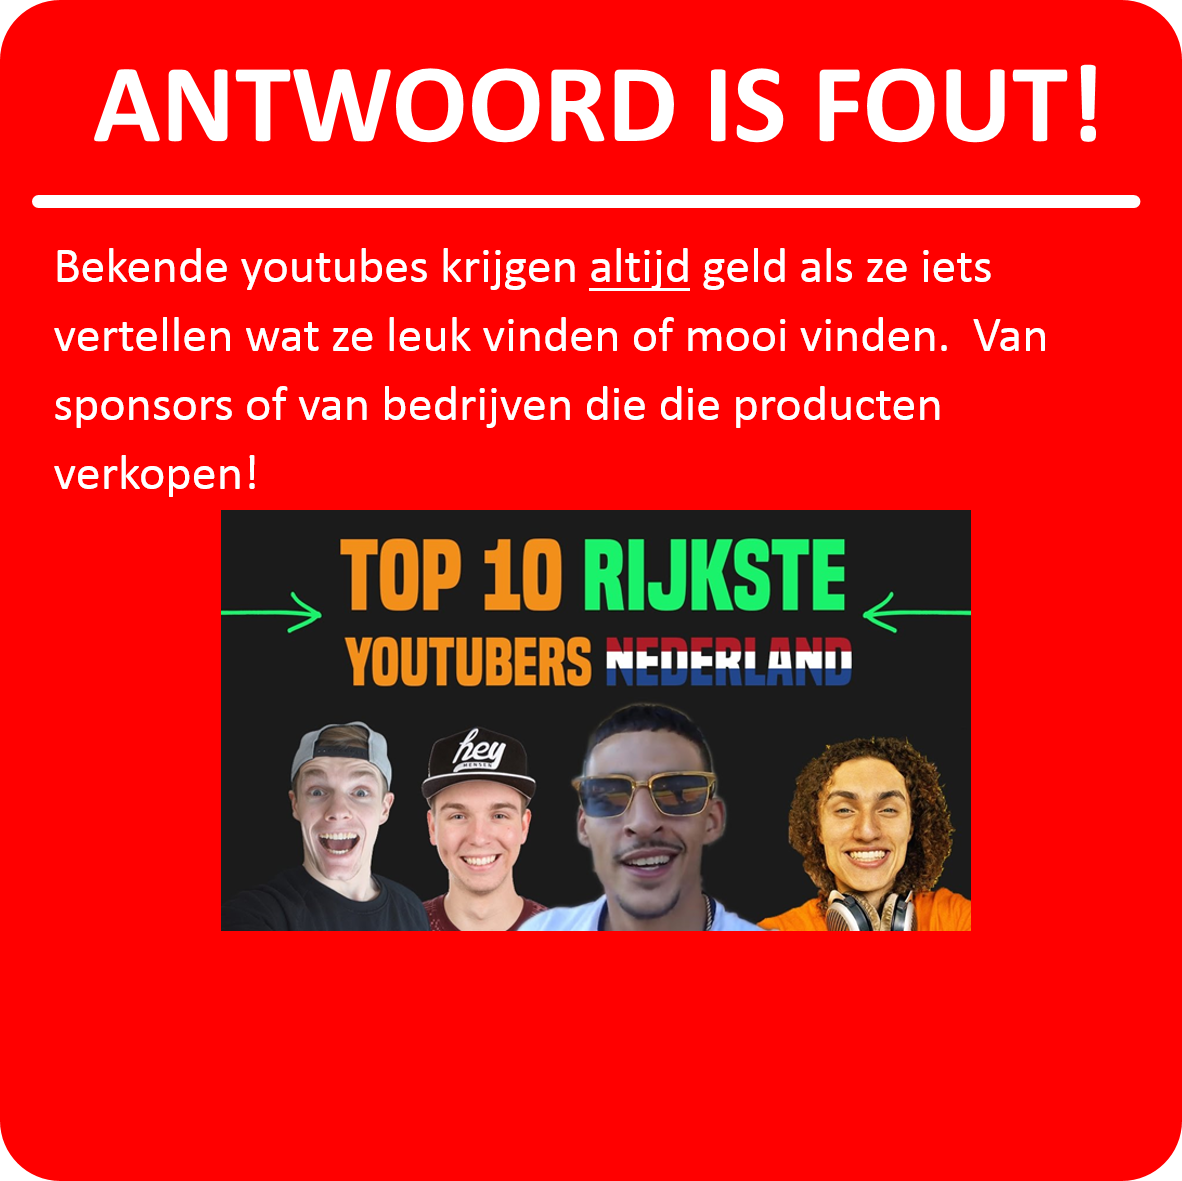 ANTWOORD IS FOUT!
Bekende youtubes krijgen altijd geld als ze iets
vertellen wat ze leuk vinden of mooi vinden.  Van
sponsors of van bedrijven die die producten
verkopen!
TOP 10 RIJKSTE
YOUTUBERS NEDERLAND
hey
MENSEN